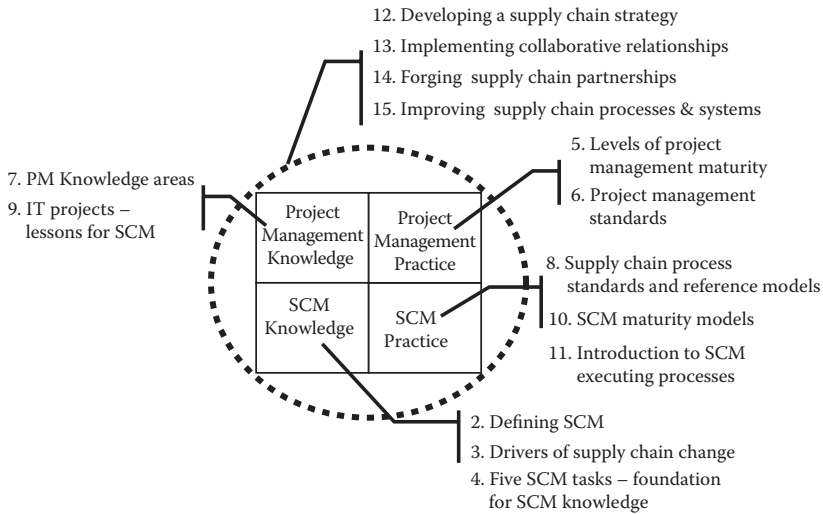 12. Developing a supply chain strategy
13. Implementing collaborative relationships
14. Forging supply chain partnerships
15. Improving supply chain processes & systems
5. Levels of project
management maturity
6. Project management
standards
7. PM Knowledge areas
9. IT projects –
lessons for SCM
Project
Management
Knowledge
Project
Management
Practice
SCM
Knowledge
SCM
Practice
8. Supply chain process
standards and reference models
10. SCM maturity models
11. Introduction to SCM
executing processes
2. Defining SCM
3. Drivers of supply chain change
4. Five SCM tasks – foundation
for SCM knowledge